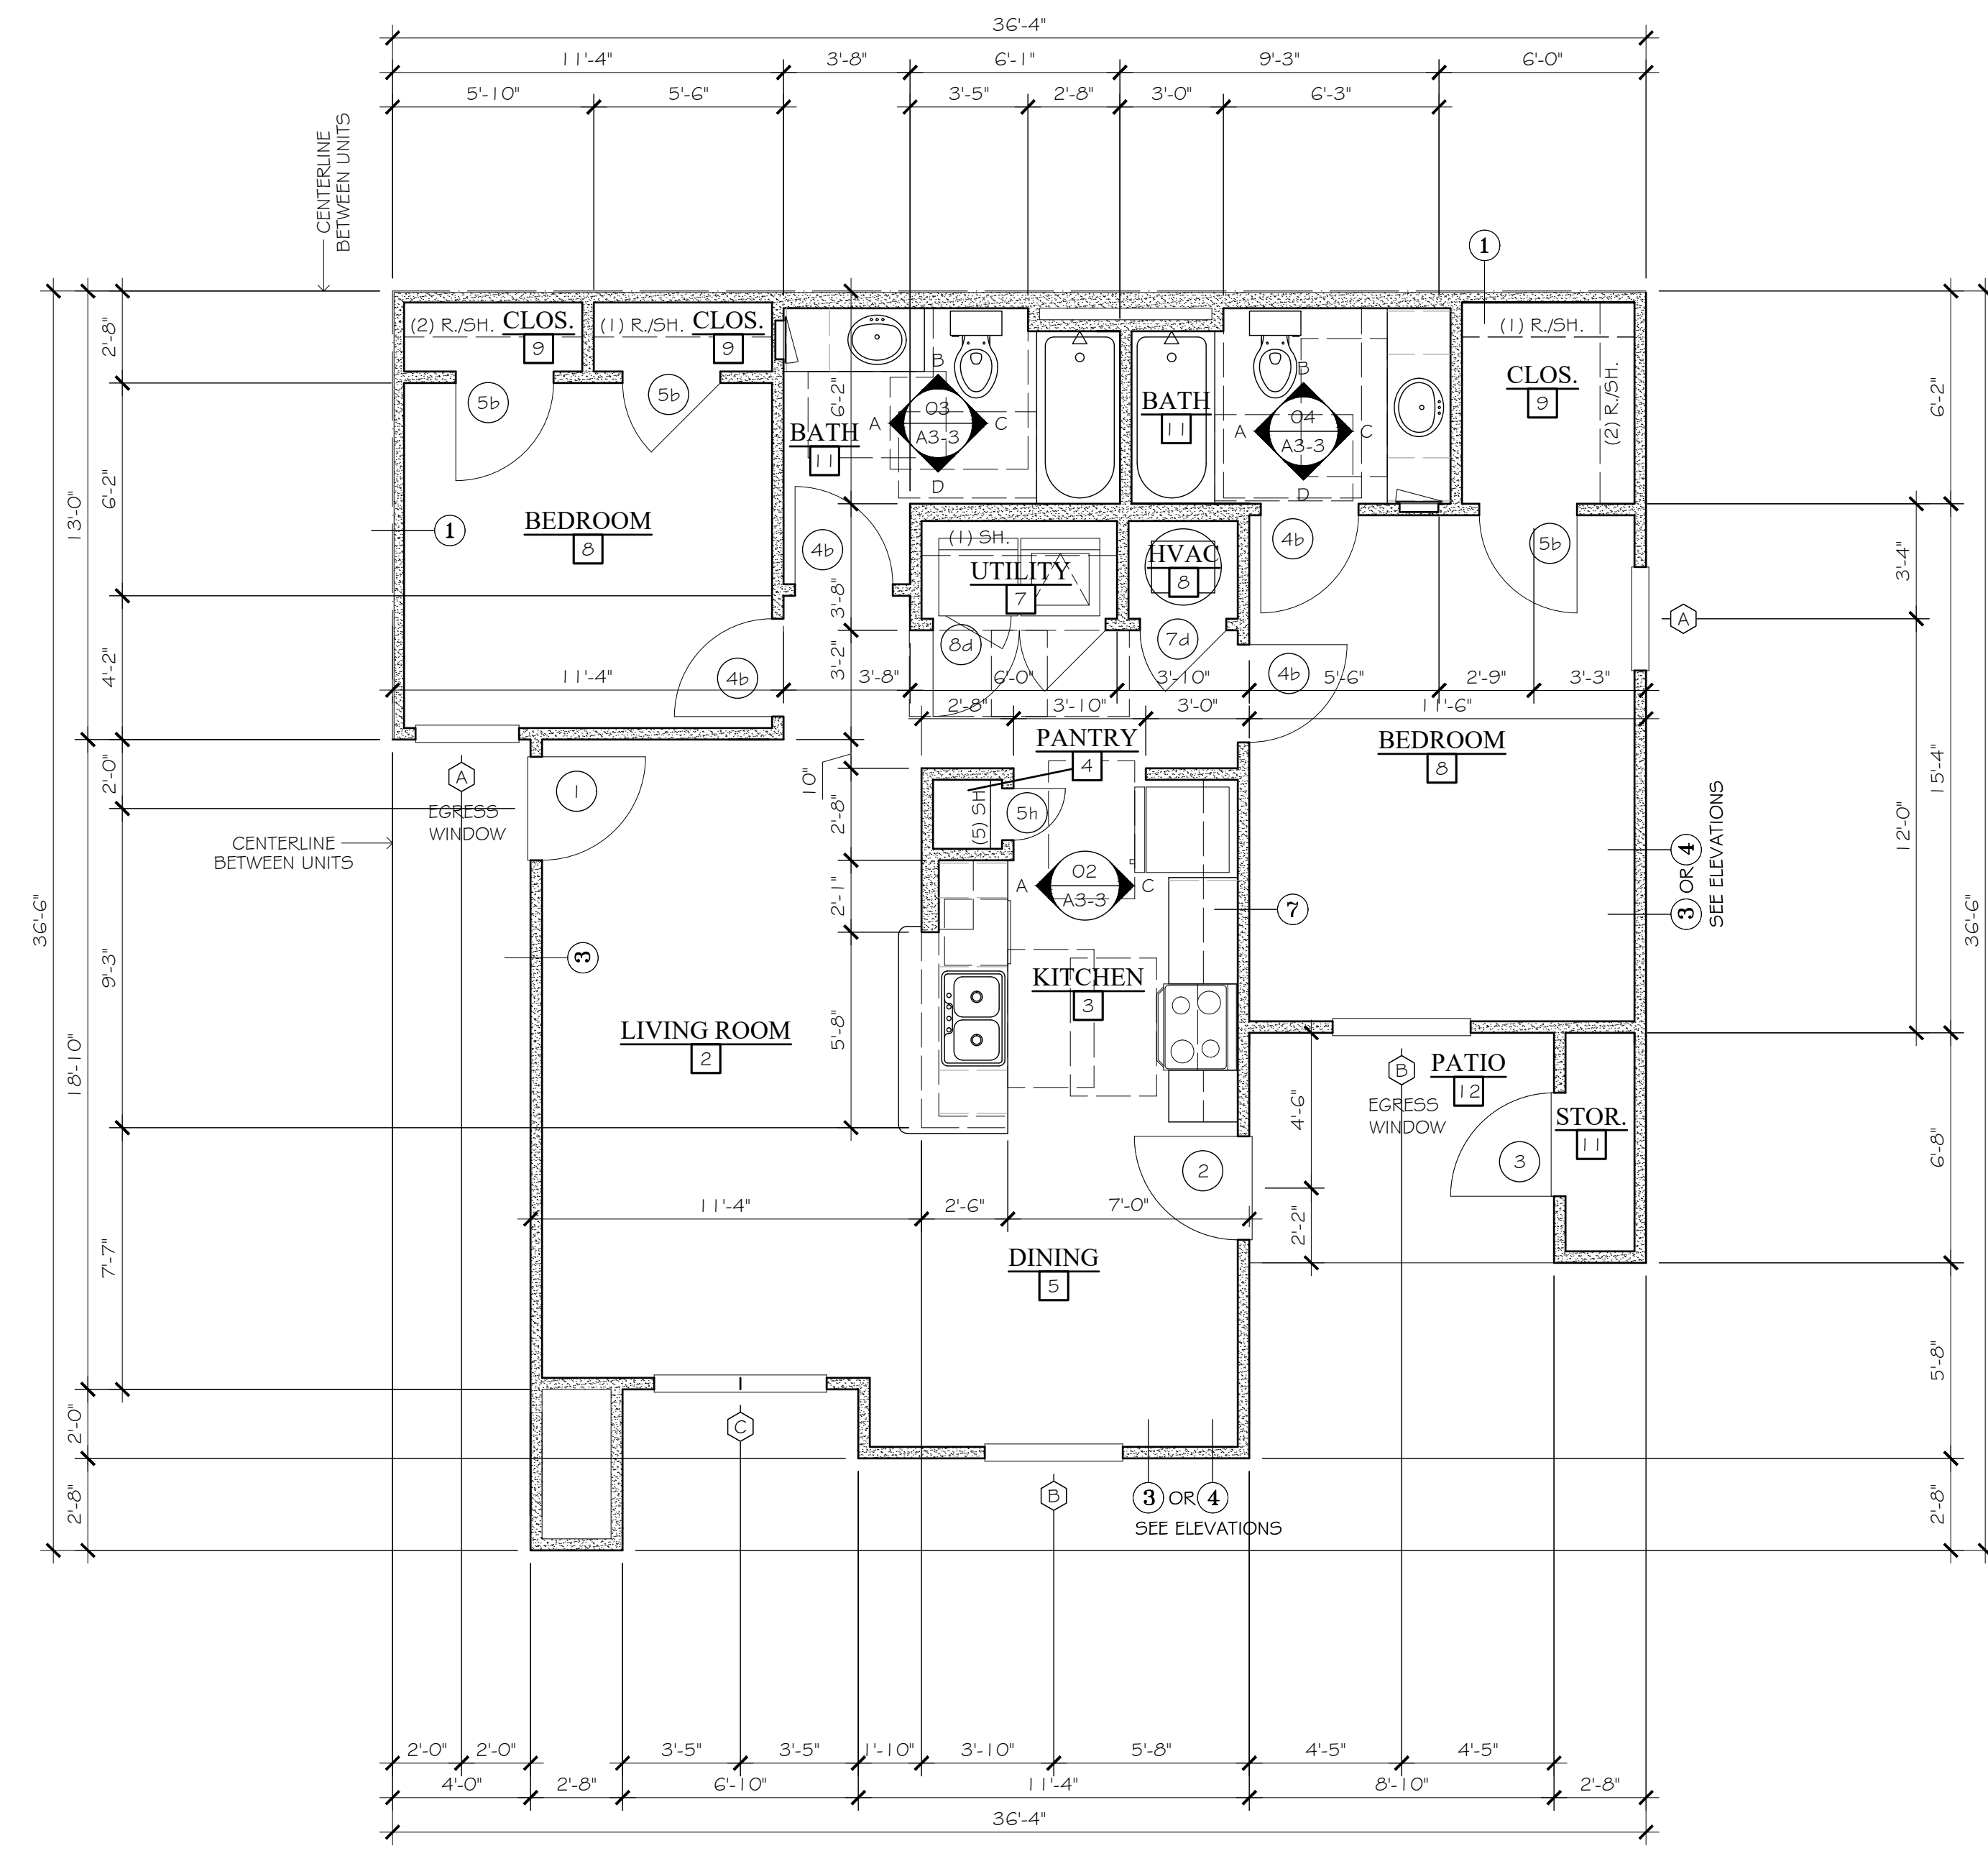 36'-4"
11'-4"
3'-8"
6'-1"
9'-3"
6'-0"
5'-10"
5'-6"
3'-5"
2'-8"
3'-0"
6'-3"
CENTERLINE
BETWEEN UNITS
1
(2) R./SH.
CLOS.
9
(1) R./SH.
CLOS.
9
(1) R./SH.
CLOS.
9
(2) R./SH.
5b
5b
BATH
11
B
03
A
C
A3-3
D
BATH
11
B
04
A
C
A3-3
D
2'-8"
6'-2"
4'-2"
13'-0"
6'-2"
3'-8"
3'-2"
1
BEDROOM
8
4b
(1) SH.
UTILITY
7
HVAC
8
4b
5b
8d
7d
4b
4b
A
6'-2"
3'-4"
11'-4"
3'-8"
6'-0"
3'-10"
5'-6"
2'-9"
3'-3"
2'-8"
3'-10"
3'-0"
11'-6"
PANTRY
4
BEDROOM
8
A
EGRESS
WINDOW
1
CENTERLINE
BETWEEN UNITS
10"
(5) SH
5h
02
A
C
A3-3
2'-0"
2'-8"
2'-1"
5'-8"
9'-3"
36'-6"
18'-10"
3
7
4
OR
3
SEE ELEVATIONS
12'-0"
15'-4"
36'-6"
KITCHEN
3
LIVING ROOM
2
B
EGRESS
WINDOW
PATIO
12
STOR.
11
4'-6"
2'-2"
3
2
6'-8"
11'-4"
2'-6"
7'-0"
DINING
5
7'-7"
2'-0"
2'-8"
5'-8"
2'-8"
C
B
3 OR 4
SEE ELEVATIONS
2'-0"
2'-0"
3'-5"
3'-5"
1'-10"
3'-10"
5'-8"
4'-5"
4'-5"
4'-0"
2'-8"
6'-10"
11'-4"
8'-10"
2'-8"
36'-4"